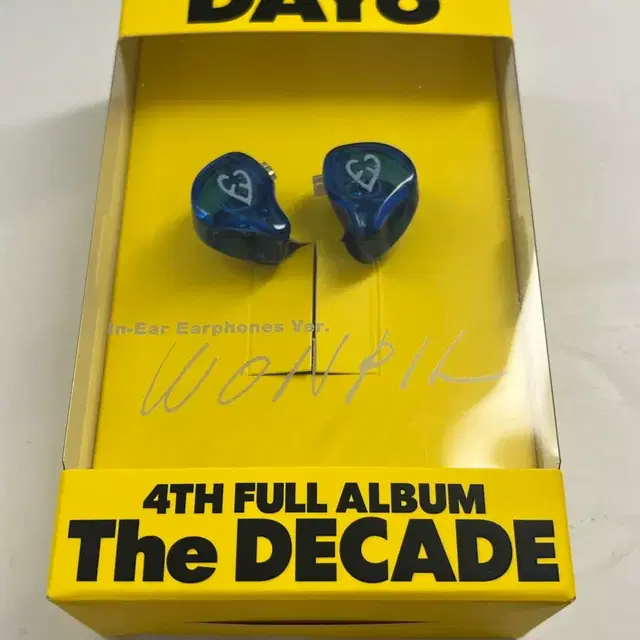 DAY6
In-Ear Earphones Ver.
WONPIL
4TH FULL ALBUM
The DECADE